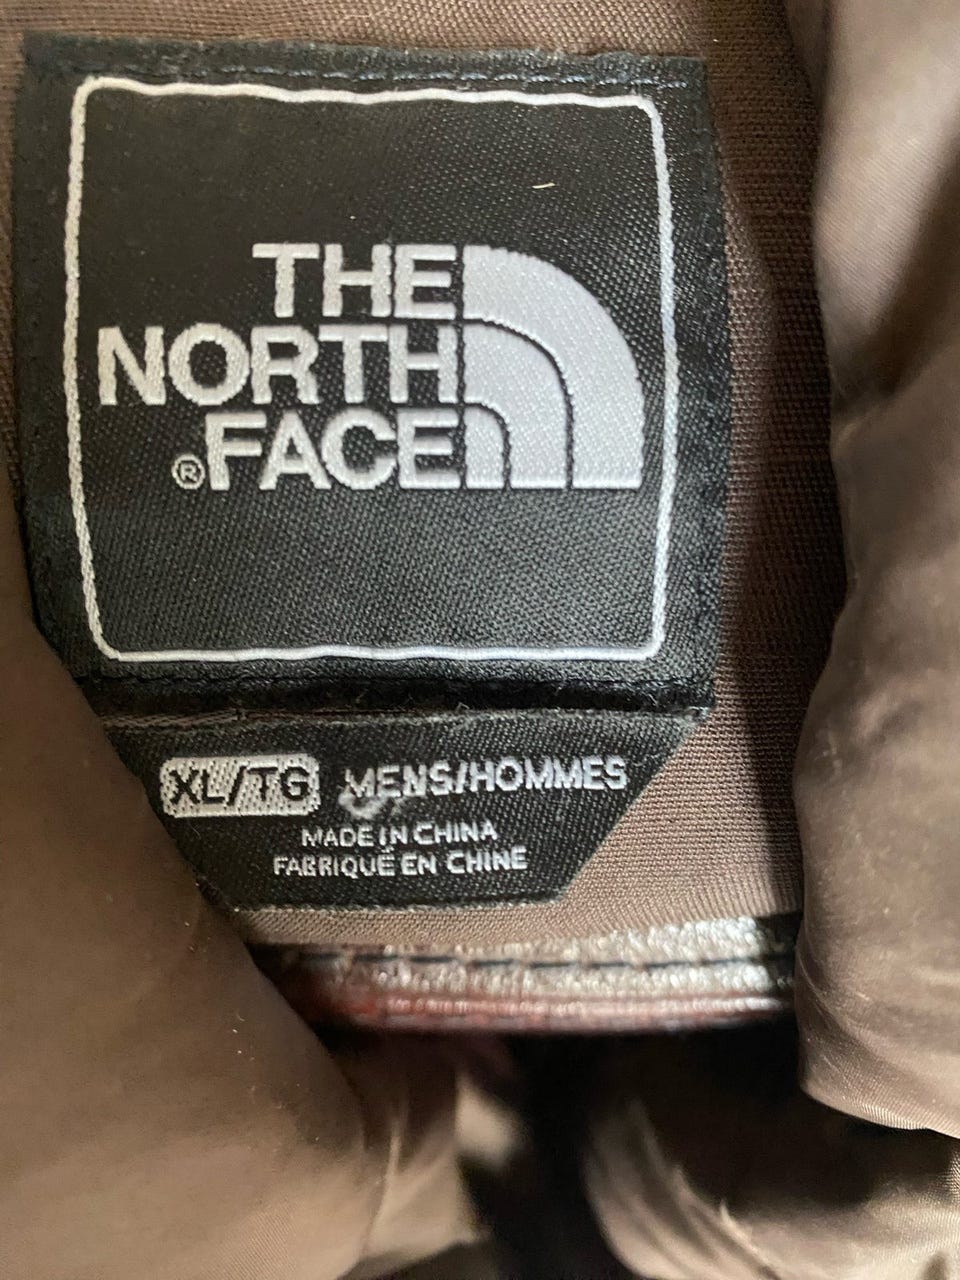 THE
NORTH
®FACE
XL/TG MENS/HOMMES
MADE IN CHINA
FABRIQUÉ EN CHINE